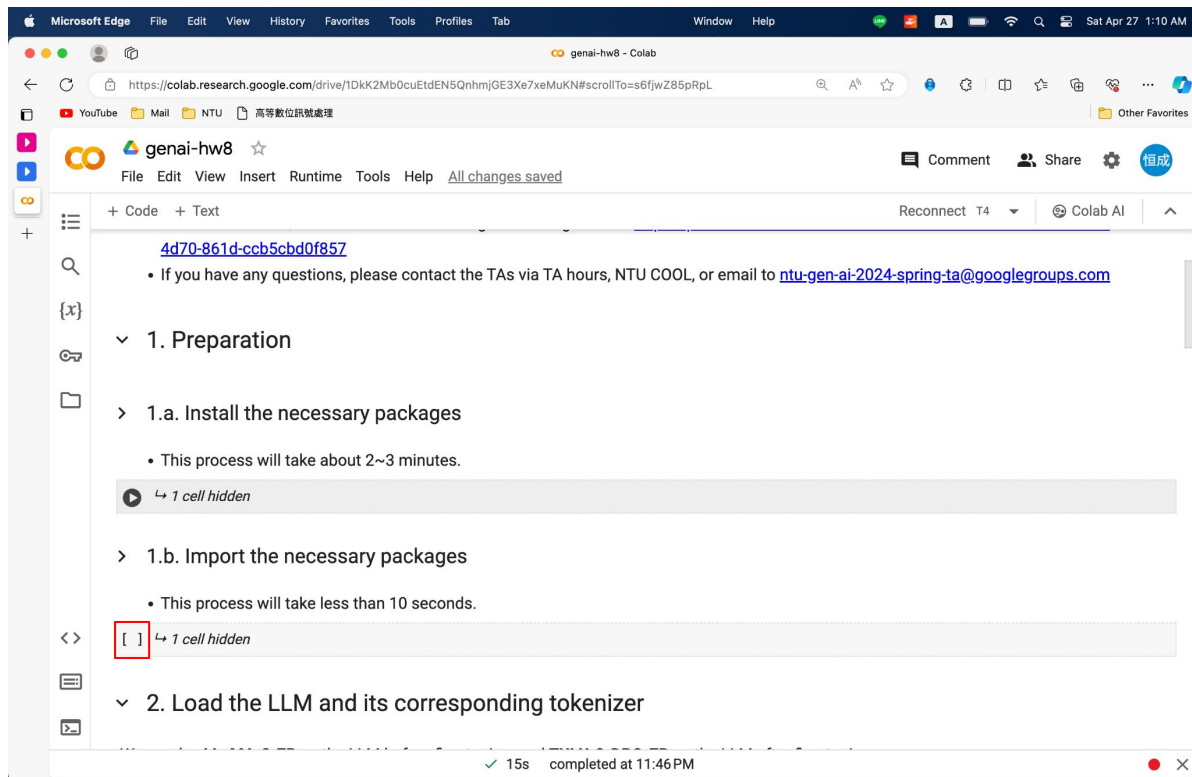 Microsoft Edge File Edit View History Favorites Tools Profiles Tab Window Help A Sat Apr 27 1:10 AM
genai-hw8 - Colab
https://colab.research.google.com/drive/1DkK2Mb0cuEtdEN5QnhmjGE3Xe7xeMuKN#scrollTo=s6fjwZ85pRpL
YouTube Mail NTU 高等數位訊號處理 Other Favorites
genai-hw8
Comment Share 恒成
File Edit View Insert Runtime Tools Help All changes saved
+ Code + Text Reconnect T4 Colab AI
4d70-861d-ccb5cbd0f857
• If you have any questions, please contact the TAs via TA hours, NTU COOL, or email to ntu-gen-ai-2024-spring-ta@googlegroups.com
1. Preparation
1.a. Install the necessary packages
• This process will take about 2~3 minutes.
↳ 1 cell hidden
1.b. Import the necessary packages
• This process will take less than 10 seconds.
[ ] ↳ 1 cell hidden
2. Load the LLM and its corresponding tokenizer
✓ 15s completed at 11:46 PM